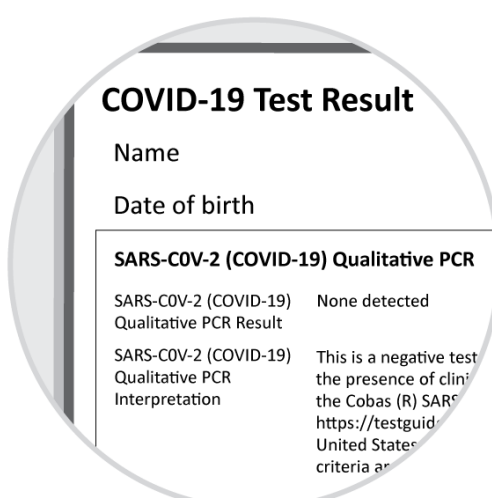 COVID-19 Test Result
Name
Date of birth
SARS-C0V-2 (COVID-19) Qualitative PCR
SARS-C0V-2 (COVID-19) None detected
Qualitative PCR Result
SARS-C0V-2 (COVID-19) This is a negative test
Qualitative PCR the presence of
Interpretation the Cobas (R)
United States
criteria